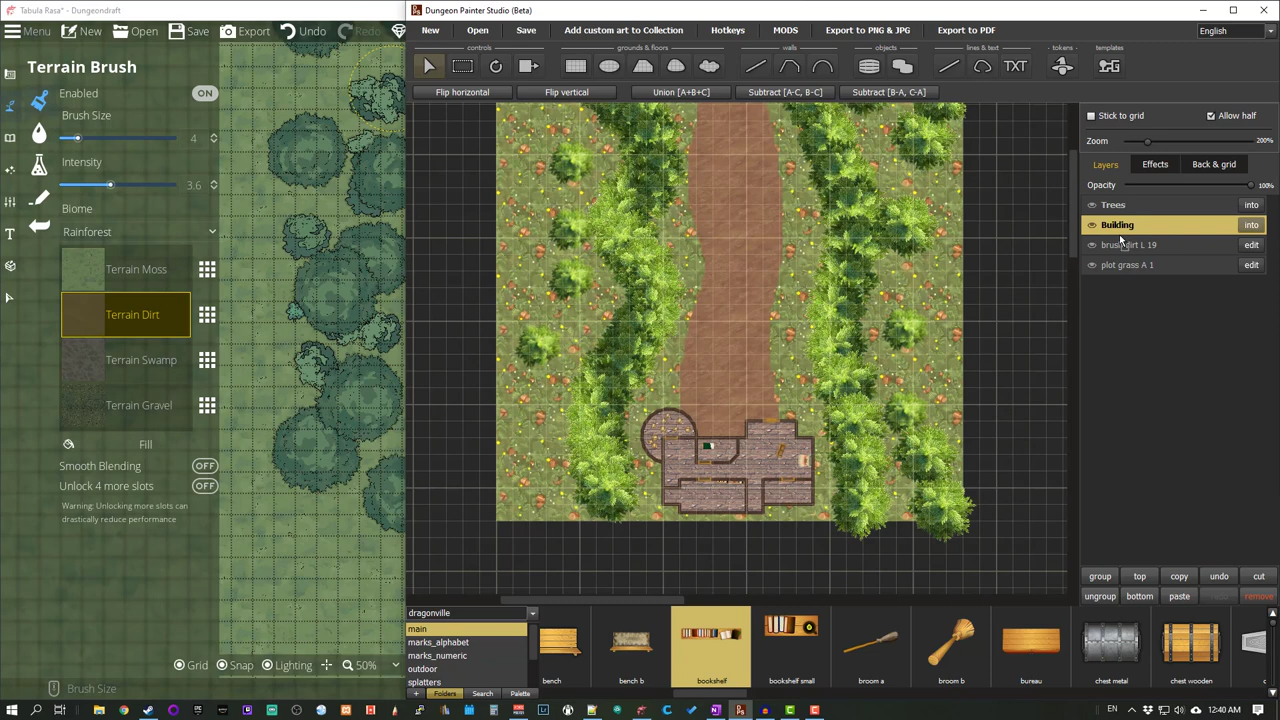 Tabula Rasa* - Dungeondraft
Menu New Open Save Export Undo Redo
Terrain Brush
Enabled ON
Brush Size
4
Intensity
3.6
Biome
Rainforest
Terrain Moss
Terrain Dirt
Terrain Swamp
Terrain Gravel
Fill
Smooth Blending OFF
Unlock 4 more slots OFF
Warning: Unlocking more slots can
drastically reduce performance
Grid Snap Lighting 50%
Brush Size
Dungeon Painter Studio (Beta)
New Open Save Add custom art to Collection Hotkeys MODS Export to PNG & JPG Export to PDF English
controls grounds & floors walls objects lines & text tokens templates
TXT
Flip horizontal Flip vertical Union [A+B+C] Subtract [A-C, B-C] Subtract [B-A, C-A]
Stick to grid Allow half
Zoom 200%
Layers Effects Back & grid
Opacity 100%
Trees into
Building into
brush dirt L 19 edit
plot grass A 1 edit
group top copy undo cut
ungroup bottom paste redo remove
dragonville
main
marks_alphabet
marks_numeric
outdoor
splatters
+ Folders Search Palette
bench bench b bookshelf bookshelf small broom a broom b bureau chest metal chest wooden
EN 12:40 AM